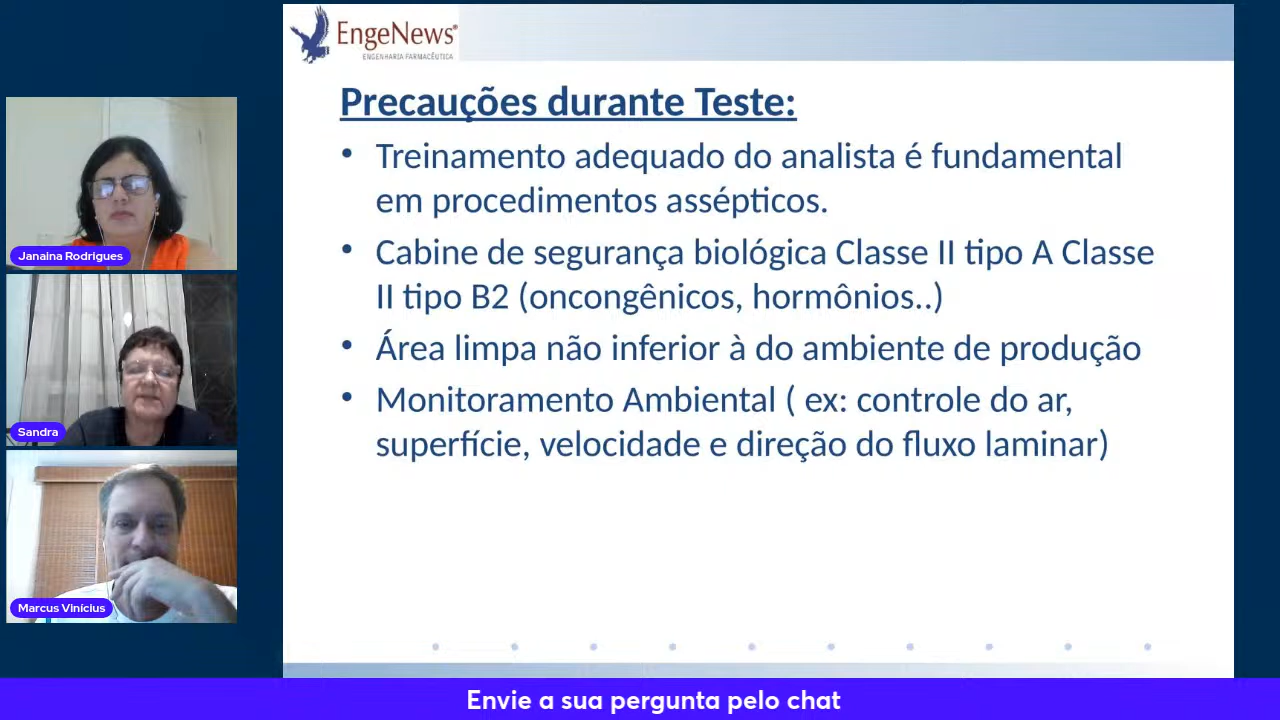 EngeNews®
ENGENHARIA FARMACÊUTICA
Precauções durante Teste:
• Treinamento adequado do analista é fundamental
em procedimentos assépticos.
• Cabine de segurança biológica Classe II tipo A Classe
II tipo B2 (oncongênicos, hormônios..)
• Área limpa não inferior à do ambiente de produção
• Monitoramento Ambiental ( ex: controle do ar,
superfície, velocidade e direção do fluxo laminar)
Janaina Rodrigues
Sandra
Marcus Vinícius
Envie a sua pergunta pelo chat